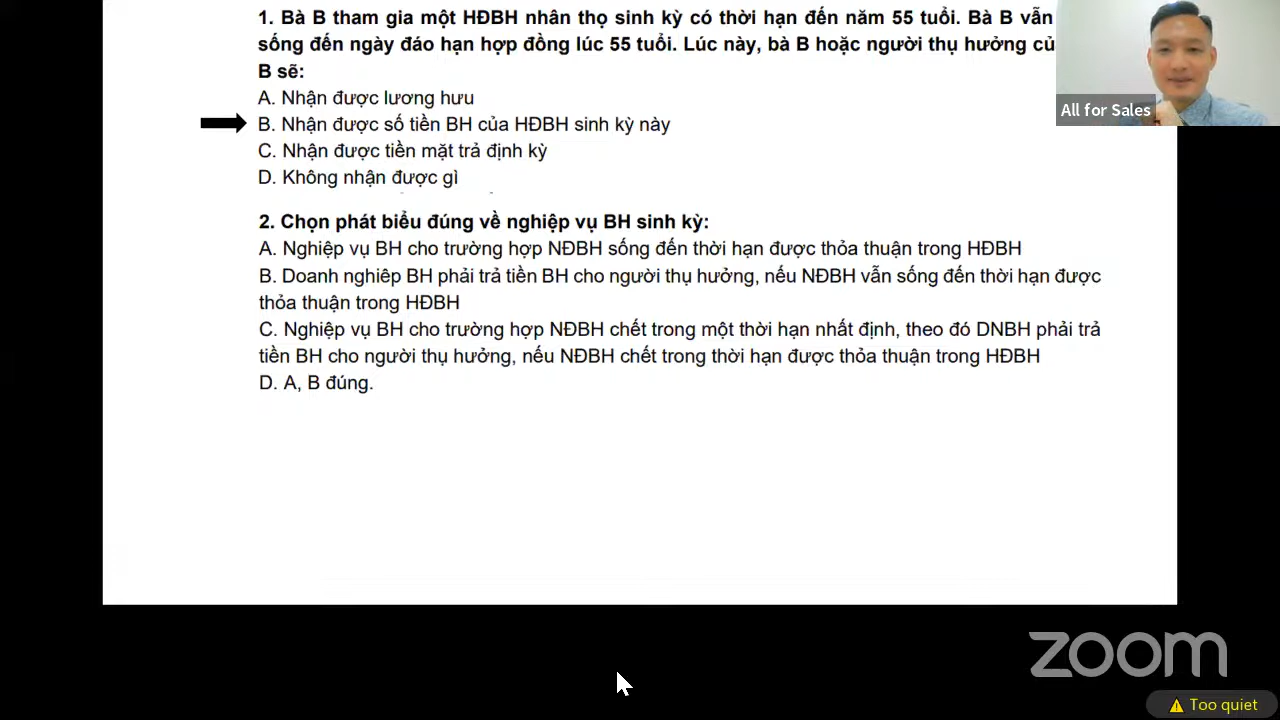 1. Bà B tham gia một HĐBH nhân thọ sinh kỳ có thời hạn đến năm 55 tuổi. Bà B vẫn
sống đến ngày đáo hạn hợp đồng lúc 55 tuổi. Lúc này, bà B hoặc người thụ hưởng
B sẽ:
A. Nhận được lương hưu
B. Nhận được số tiền BH của HĐBH sinh kỳ này
C. Nhận được tiền mặt trả định kỳ
D. Không nhận được gì
2. Chọn phát biểu đúng về nghiệp vụ BH sinh kỳ:
A. Nghiệp vụ BH cho trường hợp NĐBH sống đến thời hạn được thỏa thuận trong HĐBH
B. Doanh nghiêp BH phải trả tiền BH cho người thụ hưởng, nếu NĐBH vẫn sống đến thời hạn được
thỏa thuận trong HĐBH
C. Nghiệp vụ BH cho trường hợp NĐBH chết trong một thời hạn nhất định, theo đó DNBH phải trả
tiền BH cho người thụ hưởng, nếu NĐBH chết trong thời hạn được thỏa thuận trong HĐBH
D. A, B đúng.
All for Sales
zoom
Too quiet